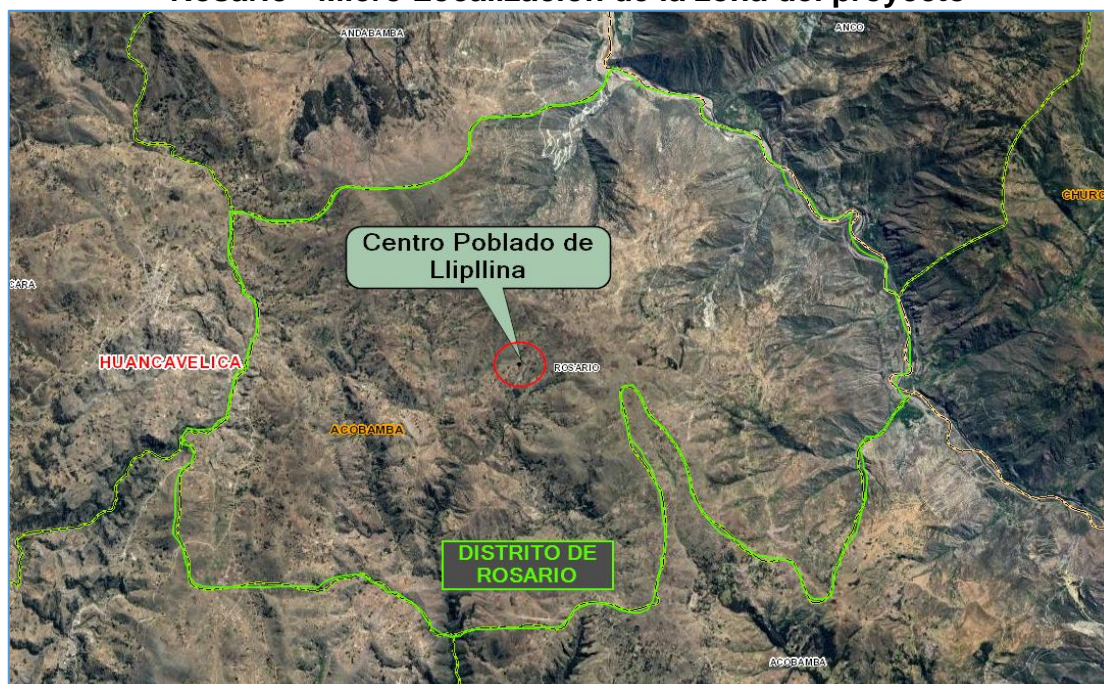 Rosario - Micro Localización de la zona del proyecto
ANDABAMBA
ANCO
CHURC
Centro Poblado de
Llipllina
CARA
HUANCAVELICA
ROSARIO
ACOBAMBA
DISTRITO DE
ROSARIO
ACOBAMBA